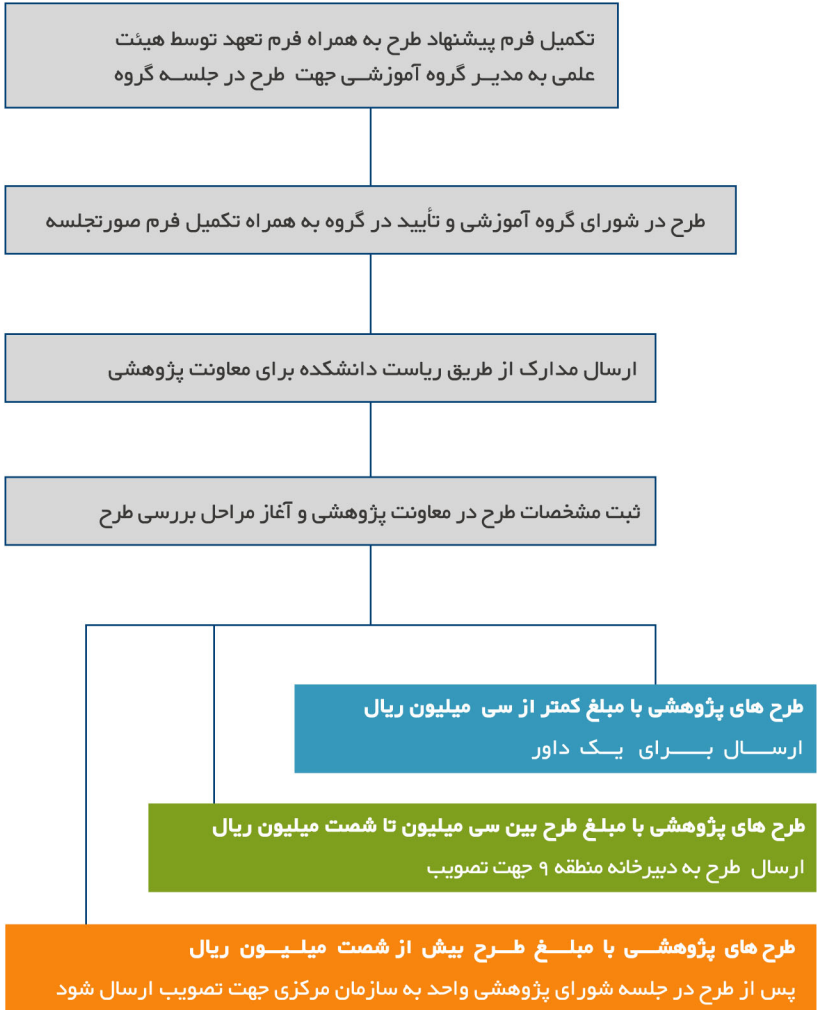 تکمیل فرم پیشنهاد طرح به همراه فرم تعهد توسط هیئت
علمی به مدیر گروه آموزشی جهت طرح در جلسه گروه
طرح در شورای گروه آموزشی و تأیید در گروه به همراه تکمیل فرم صورتجلسه
ارسال مدارک از طریق ریاست دانشکده برای معاونت پژوهشی
ثبت مشخصات طرح در معاونت پژوهشی و آغاز مراحل بررسی طرح
طرح های پژوهشی با مبلغ کمتر از سی میلیون ریال
ارسال برای یک داور
طرح های پژوهشی با مبلغ طرح بین سی میلیون تا شصت میلیون ریال
ارسال طرح به دبیرخانه منطقه ۹ جهت تصویب
طرح های پژوهشی با مبلغ طرح بیش از شصت میلیون ریال
پس از طرح در جلسه شورای پژوهشی واحد به سازمان مرکزی جهت تصویب ارسال شود